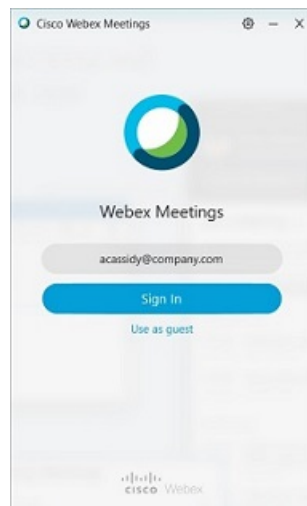 Cisco Webex Meetings
Webex Meetings
acassidy@company.com
Sign In
Use as guest
cisco Webex